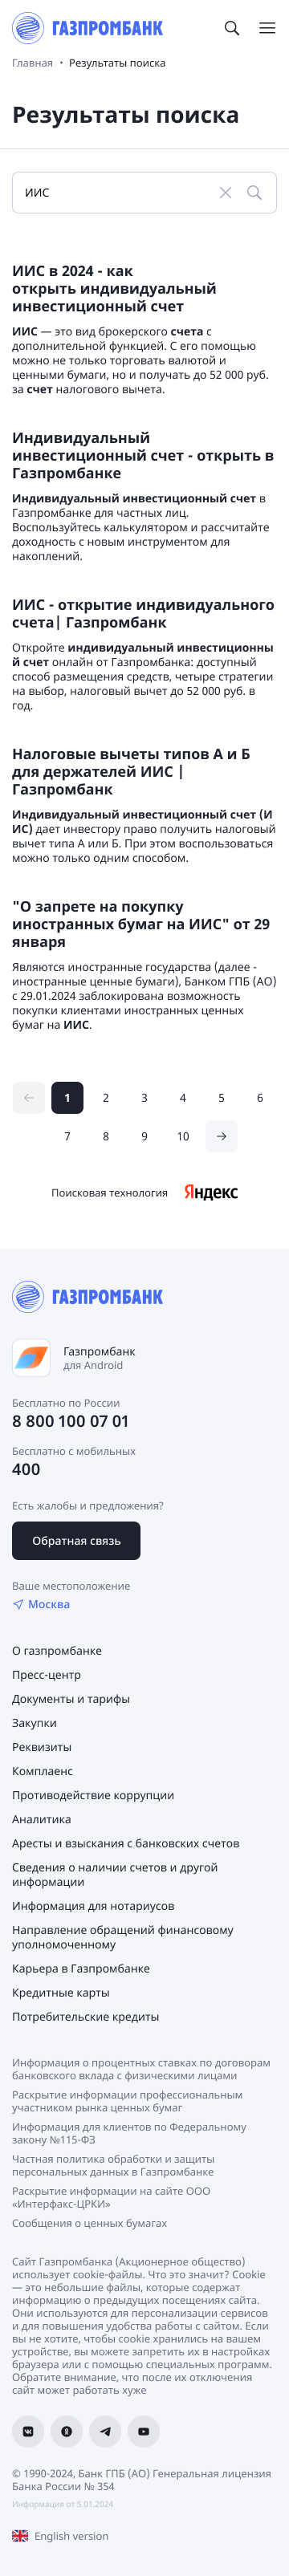 ГАЗПРОМБАНК
Главная • Результаты поиска
Результаты поиска
ИИС
ИИС в 2024 - как
открыть индивидуальный
инвестиционный счет
ИИС — это вид брокерского счета с
дополнительной функцией. С его помощью
можно не только торговать валютой и
ценными бумаги, но и получать до 52 000 руб.
за счет налогового вычета.
Индивидуальный
инвестиционный счет - открыть в
Газпромбанке
Индивидуальный инвестиционный счет в
Газпромбанке для частных лиц.
Воспользуйтесь калькулятором и рассчитайте
доходность с новым инструментом для
накоплений.
ИИС - открытие индивидуального
счета| Газпромбанк
Откройте индивидуальный инвестиционны
й счет онлайн от Газпромбанка: доступный
способ размещения средств, четыре стратегии
на выбор, налоговый вычет до 52 000 руб. в
год.
Налоговые вычеты типов А и Б
для держателей ИИС |
Газпромбанк
Индивидуальный инвестиционный счет (И
ИС) дает инвестору право получить налоговый
вычет типа А или Б. При этом воспользоваться
можно только одним способом.
"О запрете на покупку
иностранных бумаг на ИИС" от 29
января
Являются иностранные государства (далее -
иностранные ценные бумаги), Банком ГПБ (АО)
с 29.01.2024 заблокирована возможность
покупки клиентами иностранных ценных
бумаг на ИИС.
← 1 2 3 4 5 6
7 8 9 10 →
Поисковая технология Яндекс
ГАЗПРОМБАНК
Газпромбанк
для Android
Бесплатно по России
8 800 100 07 01
Бесплатно с мобильных
400
Есть жалобы и предложения?
Обратная связь
Ваше местоположение
Москва
О газпромбанке
Пресс-центр
Документы и тарифы
Закупки
Реквизиты
Комплаенс
Противодействие коррупции
Аналитика
Аресты и взыскания с банковских счетов
Сведения о наличии счетов и другой
информации
Информация для нотариусов
Направление обращений финансовому
уполномоченному
Карьера в Газпромбанке
Кредитные карты
Потребительские кредиты
Информация о процентных ставках по договорам
банковского вклада с физическими лицами
Раскрытие информации профессиональным
участником рынка ценных бумаг
Информация для клиентов по Федеральному
закону №115-ФЗ
Частная политика обработки и защиты
персональных данных в Газпромбанке
Раскрытие информации на сайте ООО
«Интерфакс-ЦРКИ»
Сообщения о ценных бумагах
Сайт Газпромбанка (Акционерное общество)
использует cookie-файлы. Что это значит? Cookie
— это небольшие файлы, которые содержат
информацию о предыдущих посещениях сайта.
Они используются для персонализации сервисов
и для повышения удобства работы с сайтом. Если
вы не хотите, чтобы cookie хранились на вашем
устройстве, вы можете запретить их в настройках
браузера или с помощью специальных программ.
Обратите внимание, что после их отключения
сайт может работать хуже
© 1990-2024, Банк ГПБ (АО) Генеральная лицензия
Банка России № 354
Информация от 5.01.2024
English version